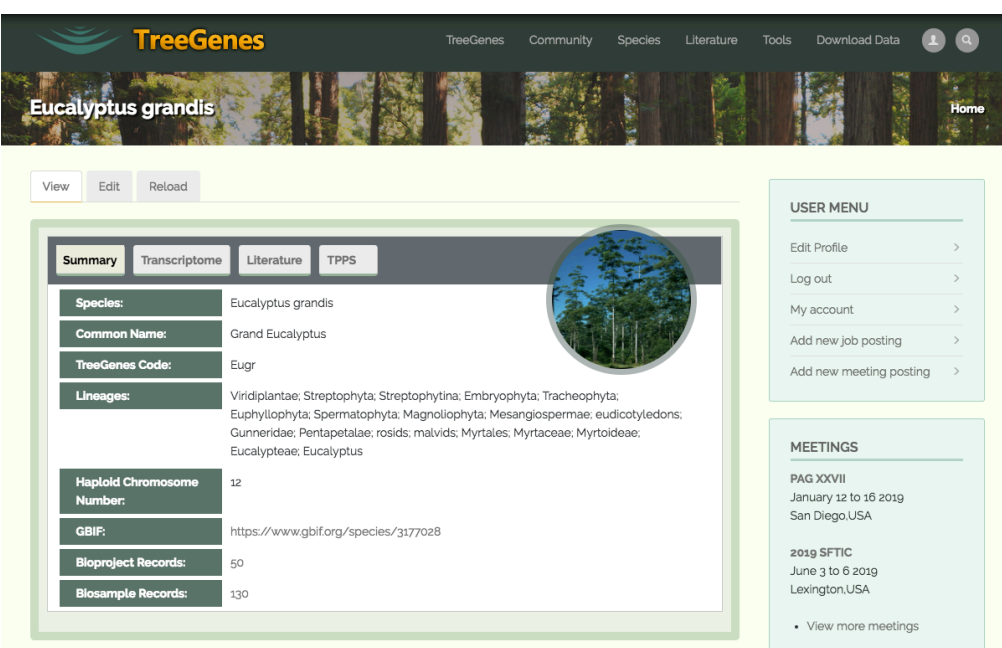 TreeGenes
TreeGenes Community Species Literature Tools Download Data
Eucalyptus grandis
Home
View Edit Reload
Summary Transcriptome Literature TPPS
Species: Eucalyptus grandis
Common Name: Grand Eucalyptus
TreeGenes Code: Eugr
Lineages: Viridiplantae; Streptophyta; Streptophytina; Embryophyta; Tracheophyta;
Euphyllophyta; Spermatophyta; Magnoliophyta; Mesangiospermae; eudicotyledons;
Gunneridae; Pentapetalae; rosids; malvids; Myrtales; Myrtaceae; Myrtoideae;
Eucalypteae; Eucalyptus
Haploid Chromosome 12
Number:
GBIF: https://www.gbif.org/species/3177028
Bioproject Records: 50
Biosample Records: 130
USER MENU
Edit Profile
Log out
My account
Add new job posting
Add new meeting posting
MEETINGS
PAG XXVII
January 12 to 16 2019
San Diego,USA
2019 SFTIC
June 3 to 6 2019
Lexington,USA
• View more meetings